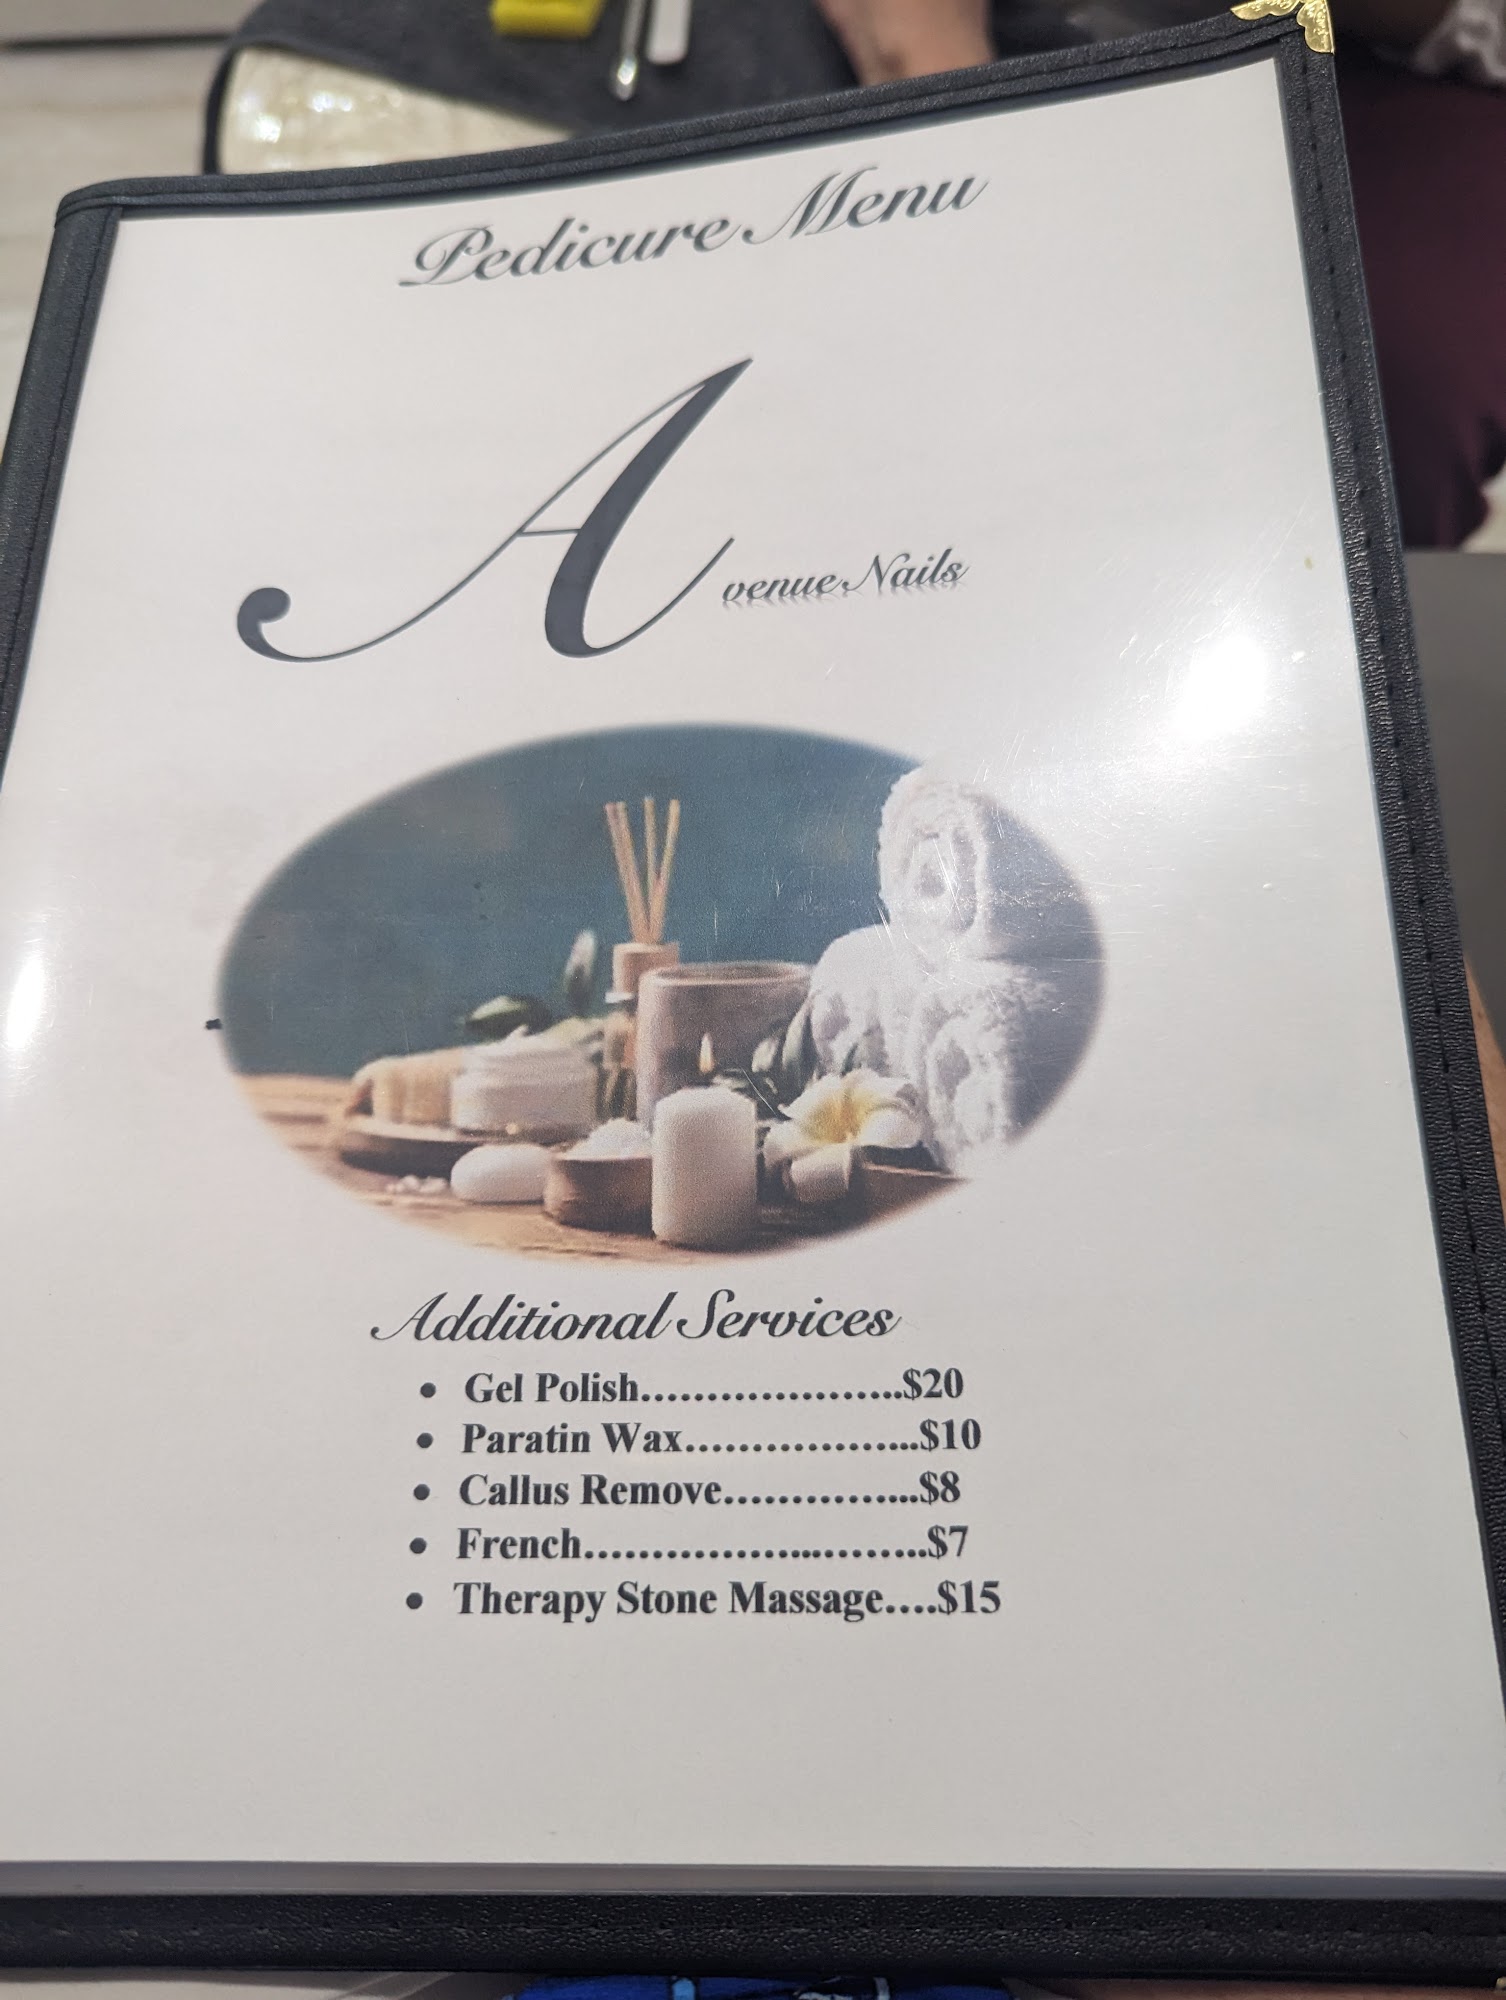 Pedicure Menu
Avenue Nails
Additional Services
• Gel Polish......................$20
• Paratin Wax....................$10
• Callus Remove...............$8
• French............................$7
• Therapy Stone Massage....$15